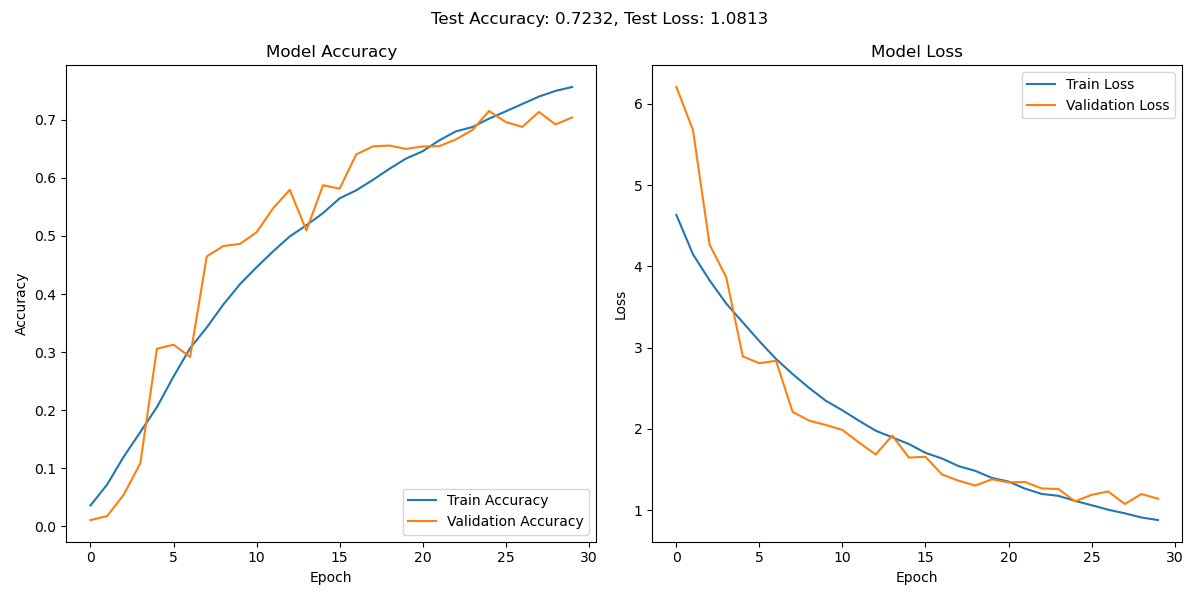 Test Accuracy: 0.7232, Test Loss: 1.0813
Model Accuracy
0.7
0.6
0.5
0.4
0.3
0.2
0.1
0.0
Accuracy
Train Accuracy
Validation Accuracy
0 5 10 15 20 25 30
Epoch
Model Loss
Train Loss
Validation Loss
6
5
4
3
2
1
Loss
0 5 10 15 20 25 30
Epoch